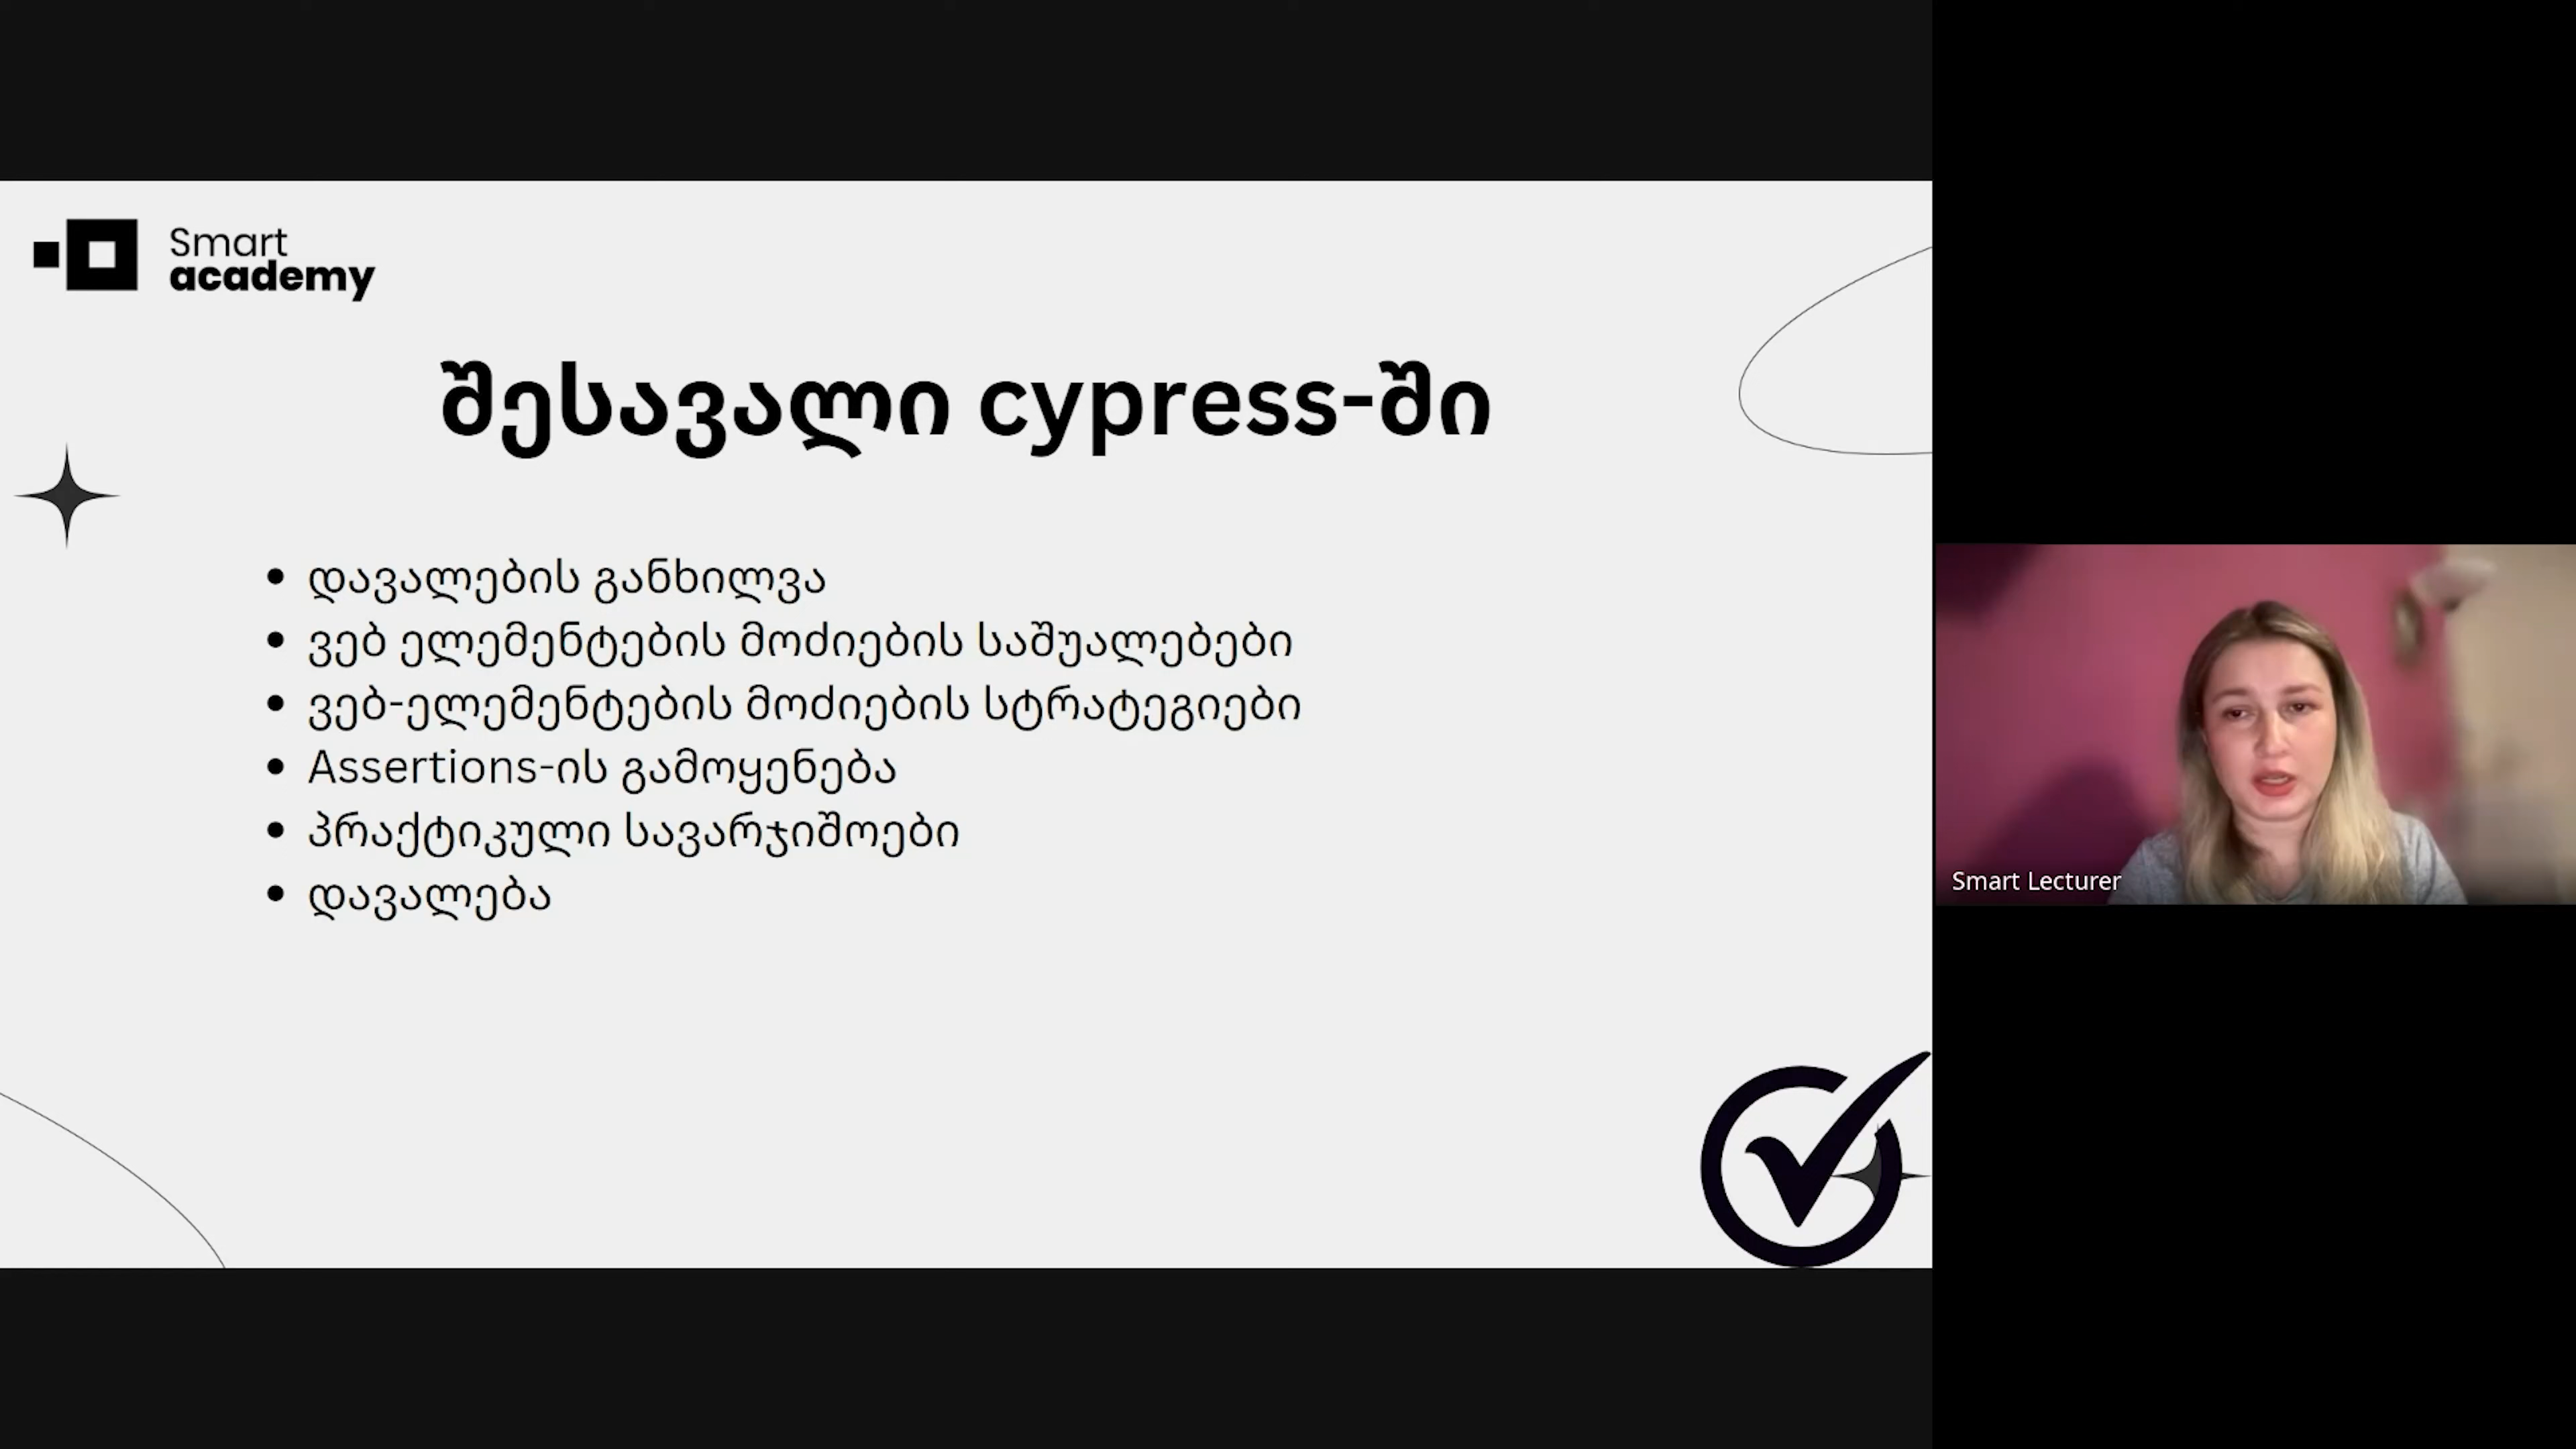 Smart
academy
შესავალი cypress-ში
დავალების განხილვა
ვებ ელემენტების მოძიების საშუალებები
ვებ-ელემენტების მოძიების სტრატეგიები
Assertions-ის გამოყენება
პრაქტიკული სავარჯიშოები
დავალება
Smart Lecturer